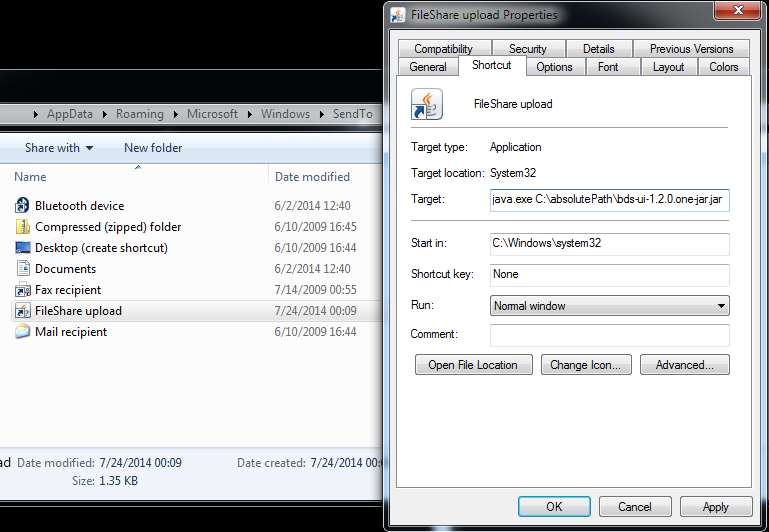 FileShare upload Properties
Compatibility Security Details Previous Versions
General Shortcut Options Font Layout Colors
FileShare upload
Target type: Application
Target location: System32
Target: java.exe C:\absolutePath\bds-ui-1.2.0.one-jar.jar
Start in: C:\Windows\system32
Shortcut key: None
Run: Normal window
Comment:
Open File Location Change Icon... Advanced...
OK Cancel Apply
AppData Roaming Microsoft Windows SendTo
Share with New folder
Name Date modified
Bluetooth device 6/2/2014 12:40
Compressed (zipped) folder 6/10/2009 16:45
Desktop (create shortcut) 6/10/2009 16:44
Documents 6/2/2014 12:40
Fax recipient 7/14/2009 00:55
FileShare upload 7/24/2014 00:09
Mail recipient 6/10/2009 16:44
ad Date modified: 7/24/2014 00:09 Date created: 7/24/2014 00:0
Size: 1.35 KB